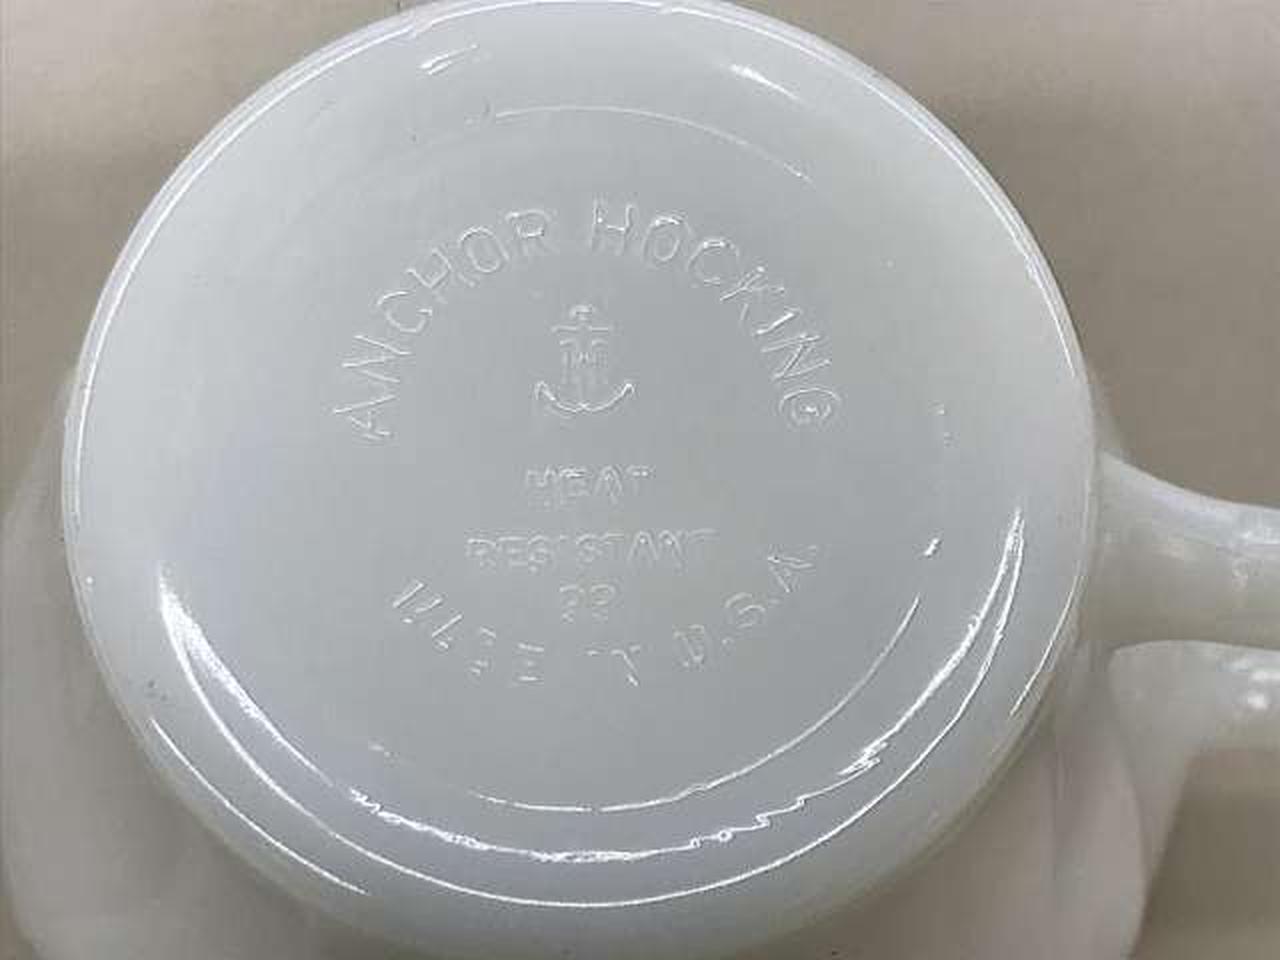 ANCHOR HOCKING
HEAT
RESISTANT
MADE IN U.S.A.